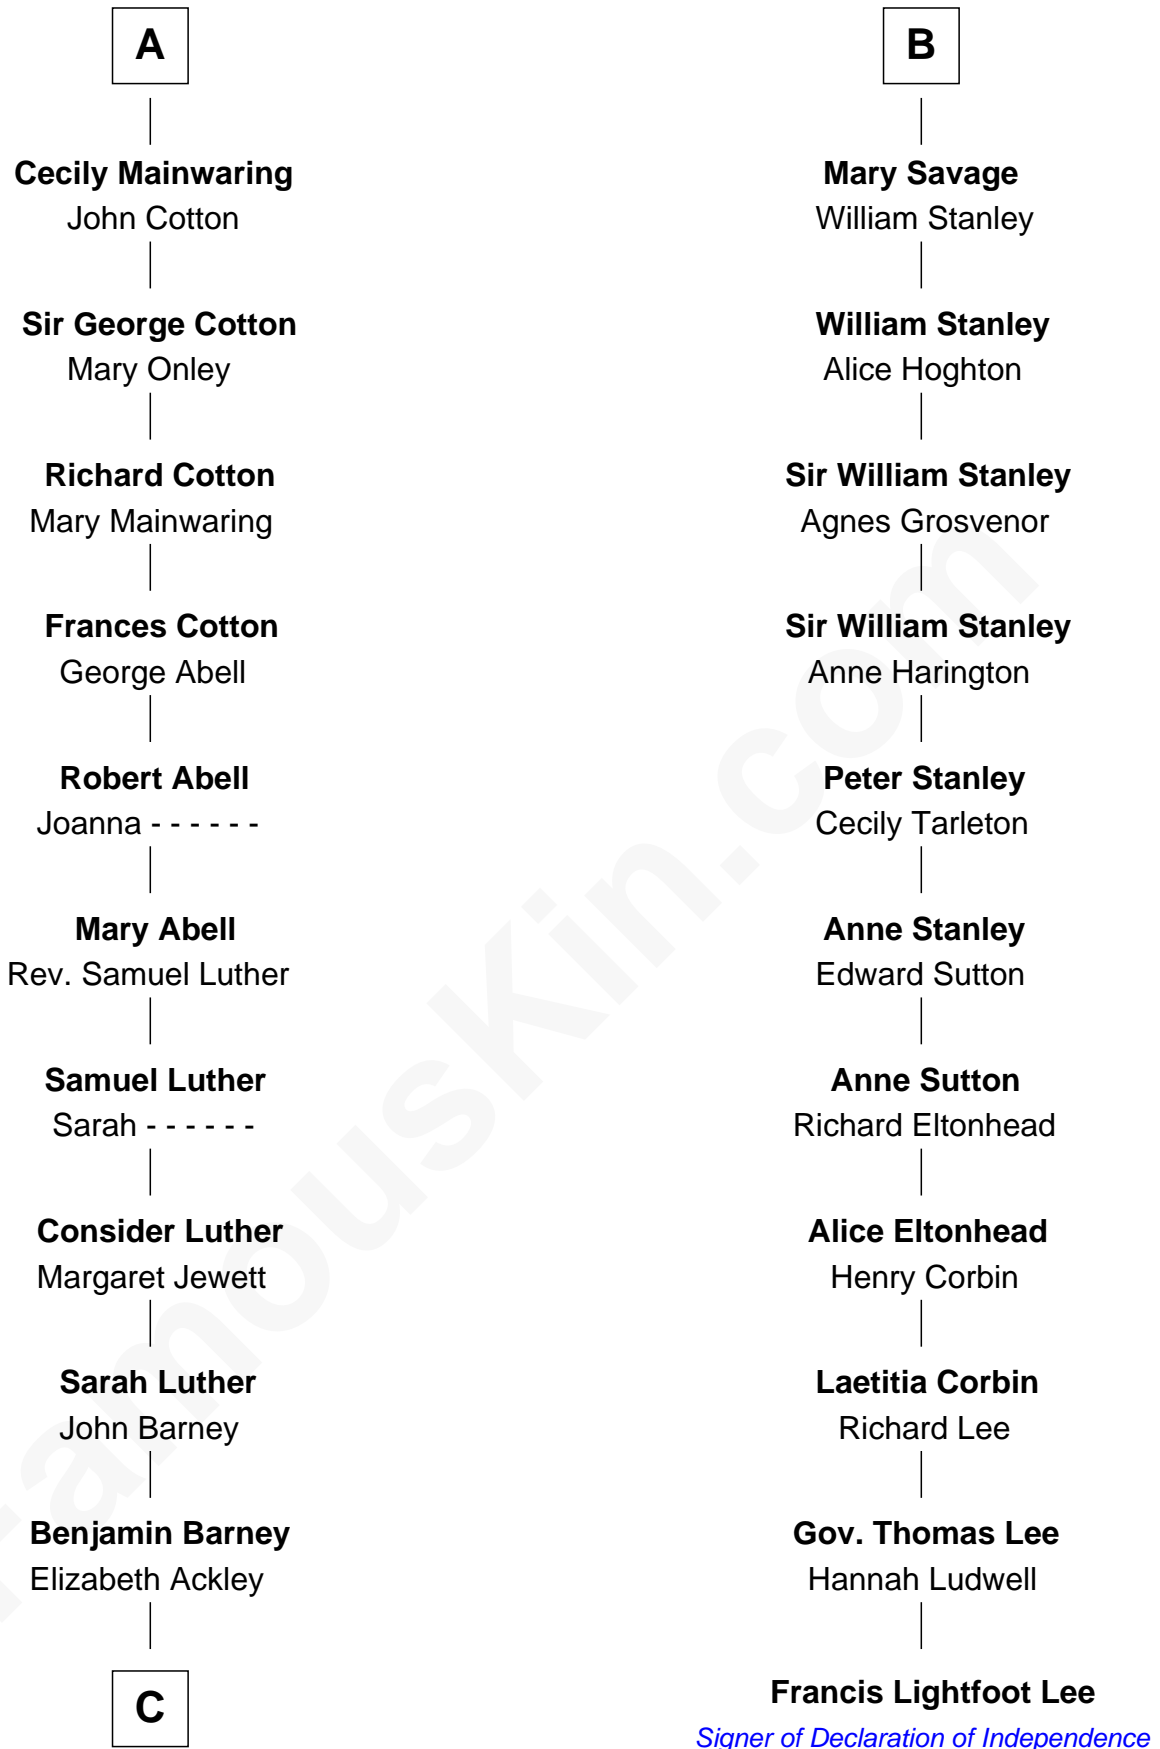 A
Cecily Mainwaring
John Cotton
Sir George Cotton
Mary Onley
Richard Cotton
Mary Mainwaring
Frances Cotton
George Abell
Robert Abell
Joanna - - - - - -
Mary Abell
Rev. Samuel Luther
Samuel Luther
Sarah - - - - - -
Consider Luther
Margaret Jewett
Sarah Luther
John Barney
Benjamin Barney
Elizabeth Ackley
C
B
Mary Savage
William Stanley
William Stanley
Alice Hoghton
Sir William Stanley
Agnes Grosvenor
Sir William Stanley
Anne Harington
Peter Stanley
Cecily Tarleton
Anne Stanley
Edward Sutton
Anne Sutton
Richard Eltonhead
Alice Eltonhead
Henry Corbin
Laetitia Corbin
Richard Lee
Gov. Thomas Lee
Hannah Ludwell
Francis Lightfoot Lee
Signer of Declaration of Independence
FamousKin.com